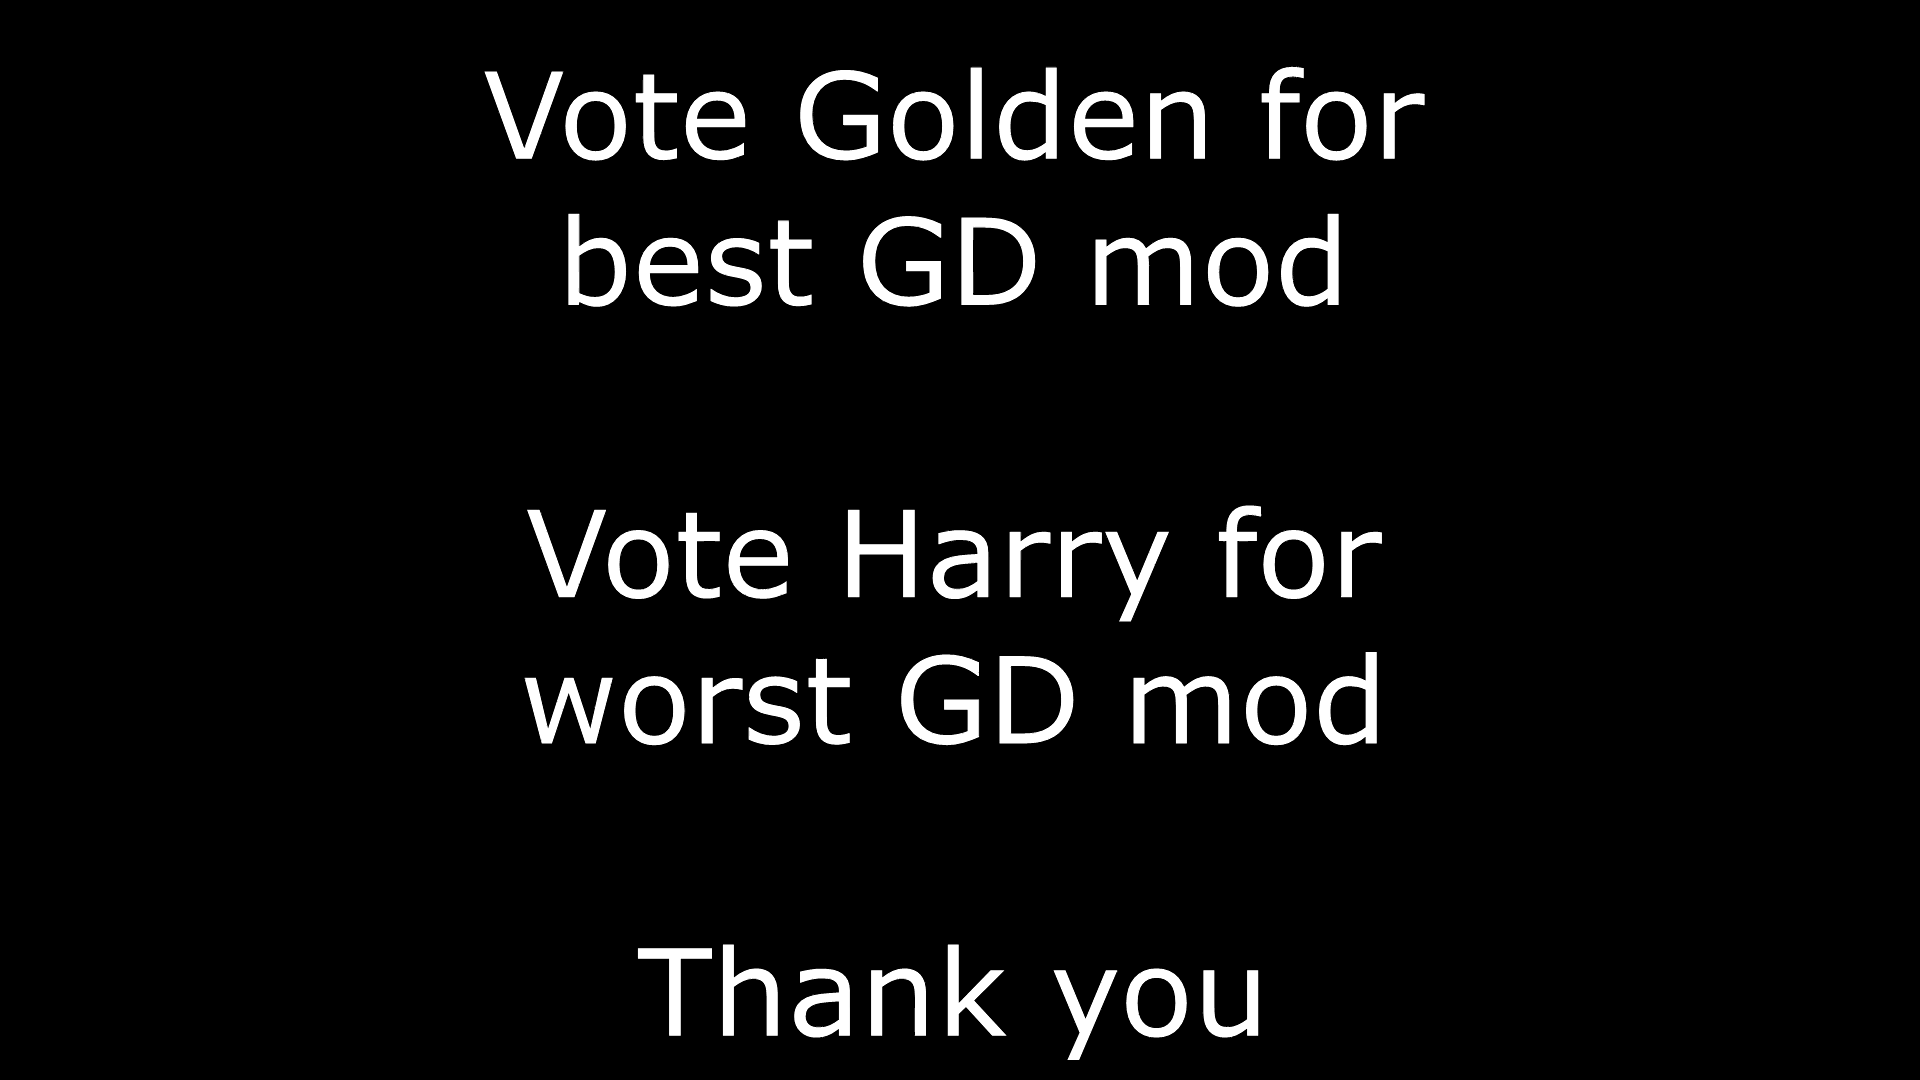 Vote Golden for
best GD mod
Vote Harry for
worst GD mod
Thank you